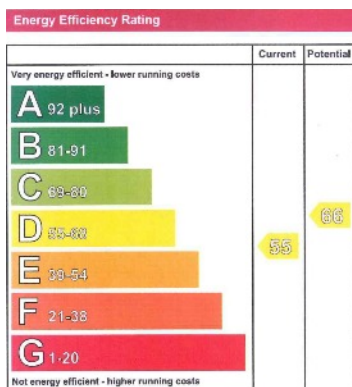 Energy Efficiency Rating
Current Potential
Very energy efficient - lower running costs
A 92 plus
B 81-91
C 69-80
D 55-68
E 39-54
F 21-38
G 1-20
55
66
Not energy efficient - higher running costs